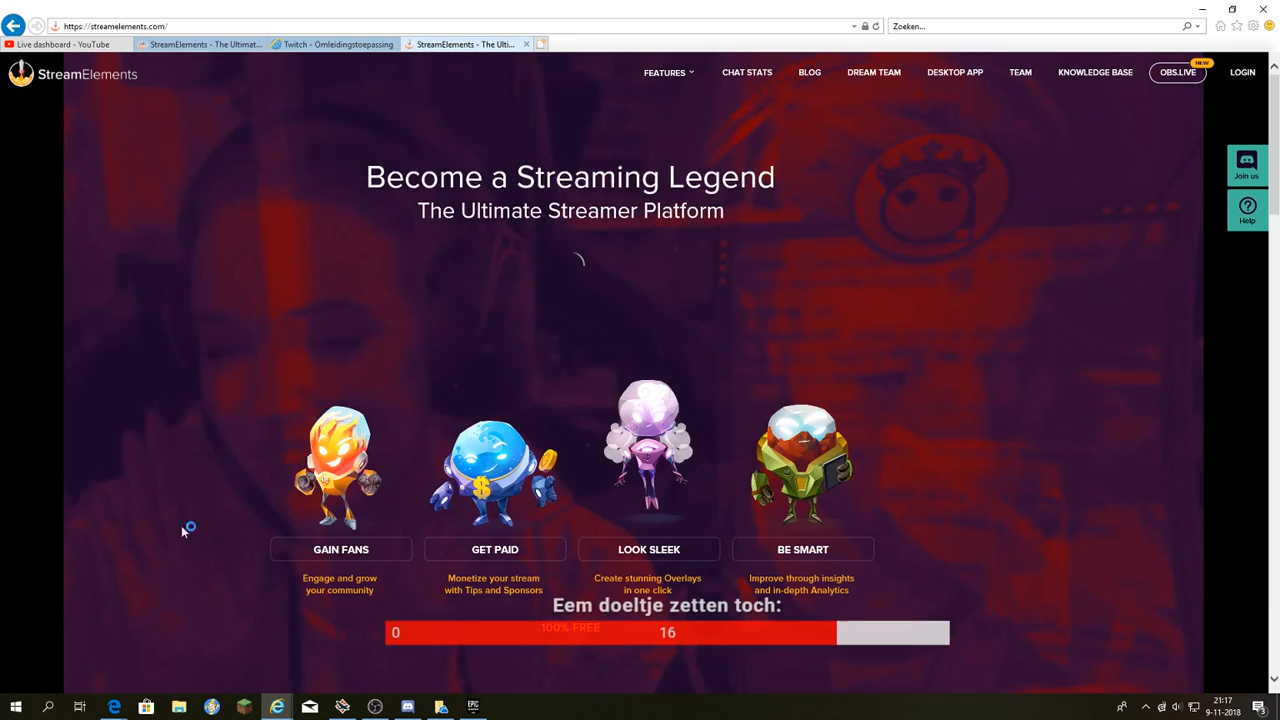 https://streamelements.com/
Zoeken...
Live dashboard - YouTube
StreamElements - The Ultimat...
Twitch - Omleidingstoepassing
StreamElements - The Ulti...
StreamElements
FEATURES
CHAT STATS
BLOG
DREAM TEAM
DESKTOP APP
TEAM
KNOWLEDGE BASE
NEW
OBS.LIVE
LOGIN
Join us
Help
Become a Streaming Legend
The Ultimate Streamer Platform
$
GAIN FANS
GET PAID
LOOK SLEEK
BE SMART
Engage and grow
your community
Monetize your stream
with Tips and Sponsors
Create stunning Overlays
in one click
Improve through insights
and in-depth Analytics
Eem doeltje zetten toch:
100% FREE
0
16
EPIC
21:17
9-11-2018
3